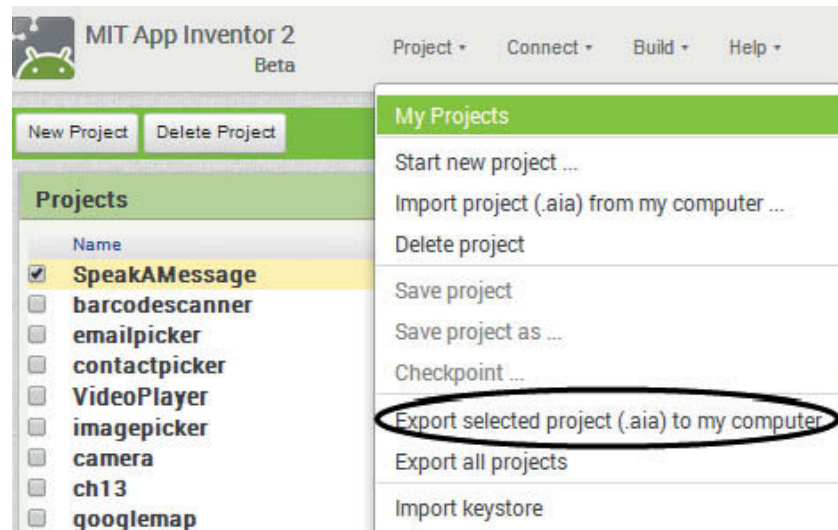 MIT App Inventor 2
Beta
Project Connect Build Help
New Project Delete Project
Projects
Name
SpeakAMessage
barcodescanner
emailpicker
contactpicker
VideoPlayer
imagepicker
camera
ch13
googlemap
My Projects
Start new project ...
Import project (.aia) from my computer ...
Delete project
Save project
Save project as ...
Checkpoint ...
Export selected project (.aia) to my computer
Export all projects
Import keystore